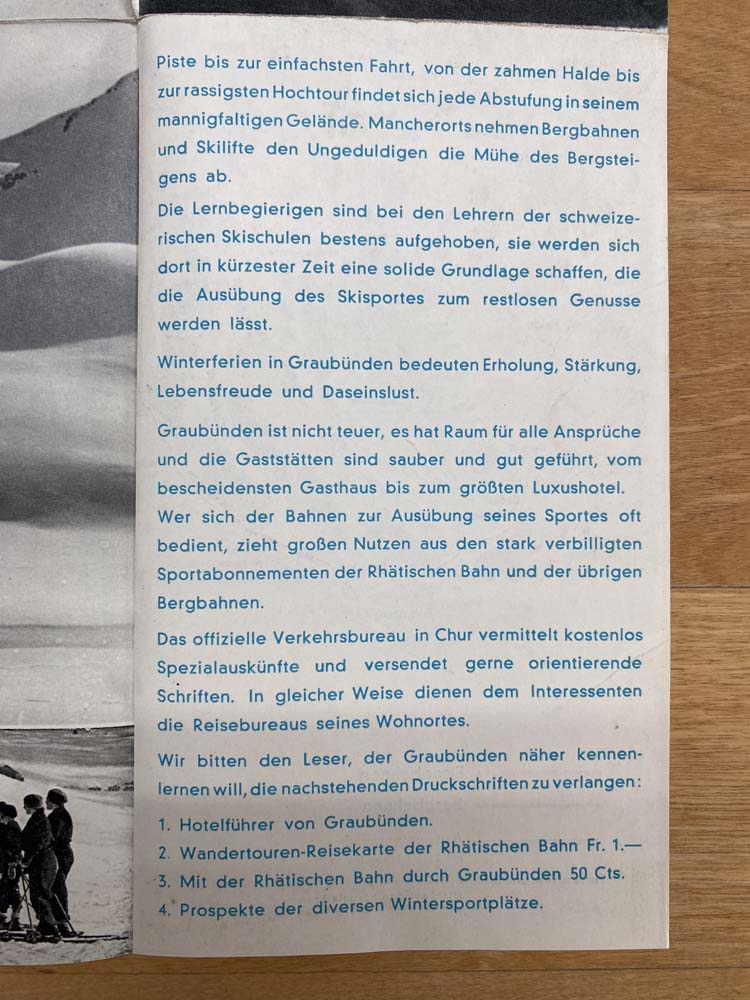 Piste bis zur einfachsten Fahrt, von der zahmen Halde bis
zur rassigsten Hochtour findet sich jede Abstufung in seinem
mannigfaltigen Gelände. Mancherorts nehmen Bergbahnen
und Skilifte den Ungeduldigen die Mühe des Bergstei-
gens ab.
Die Lernbegierigen sind bei den Lehrern der schweize-
rischen Skischulen bestens aufgehoben, sie werden sich
dort in kürzester Zeit eine solide Grundlage schaffen, die
die Ausübung des Skisportes zum restlosen Genusse
werden lässt.
Winterferien in Graubünden bedeuten Erholung, Stärkung,
Lebensfreude und Daseinslust.
Graubünden ist nicht teuer, es hat Raum für alle Ansprüche
und die Gaststätten sind sauber und gut geführt, vom
bescheidensten Gasthaus bis zum größten Luxushotel.
Wer sich der Bahnen zur Ausübung seines Sportes oft
bedient, zieht großen Nutzen aus den stark verbilligten
Sportabonnementen der Rhätischen Bahn und der übrigen
Bergbahnen.
Das offizielle Verkehrsbureau in Chur vermittelt kostenlos
Spezialauskünfte und versendet gerne orientierende
Schriften. In gleicher Weise dienen dem Interessenten
die Reisebureaus seines Wohnortes.
Wir bitten den Leser, der Graubünden näher kennen-
lernen will, die nachstehenden Druckschriften zu verlangen:
1. Hotelführer von Graubünden.
2. Wandertouren-Reisekarte der Rhätischen Bahn Fr. 1.—
3. Mit der Rhätischen Bahn durch Graubünden 50 Cts.
4. Prospekte der diversen Wintersportplätze.